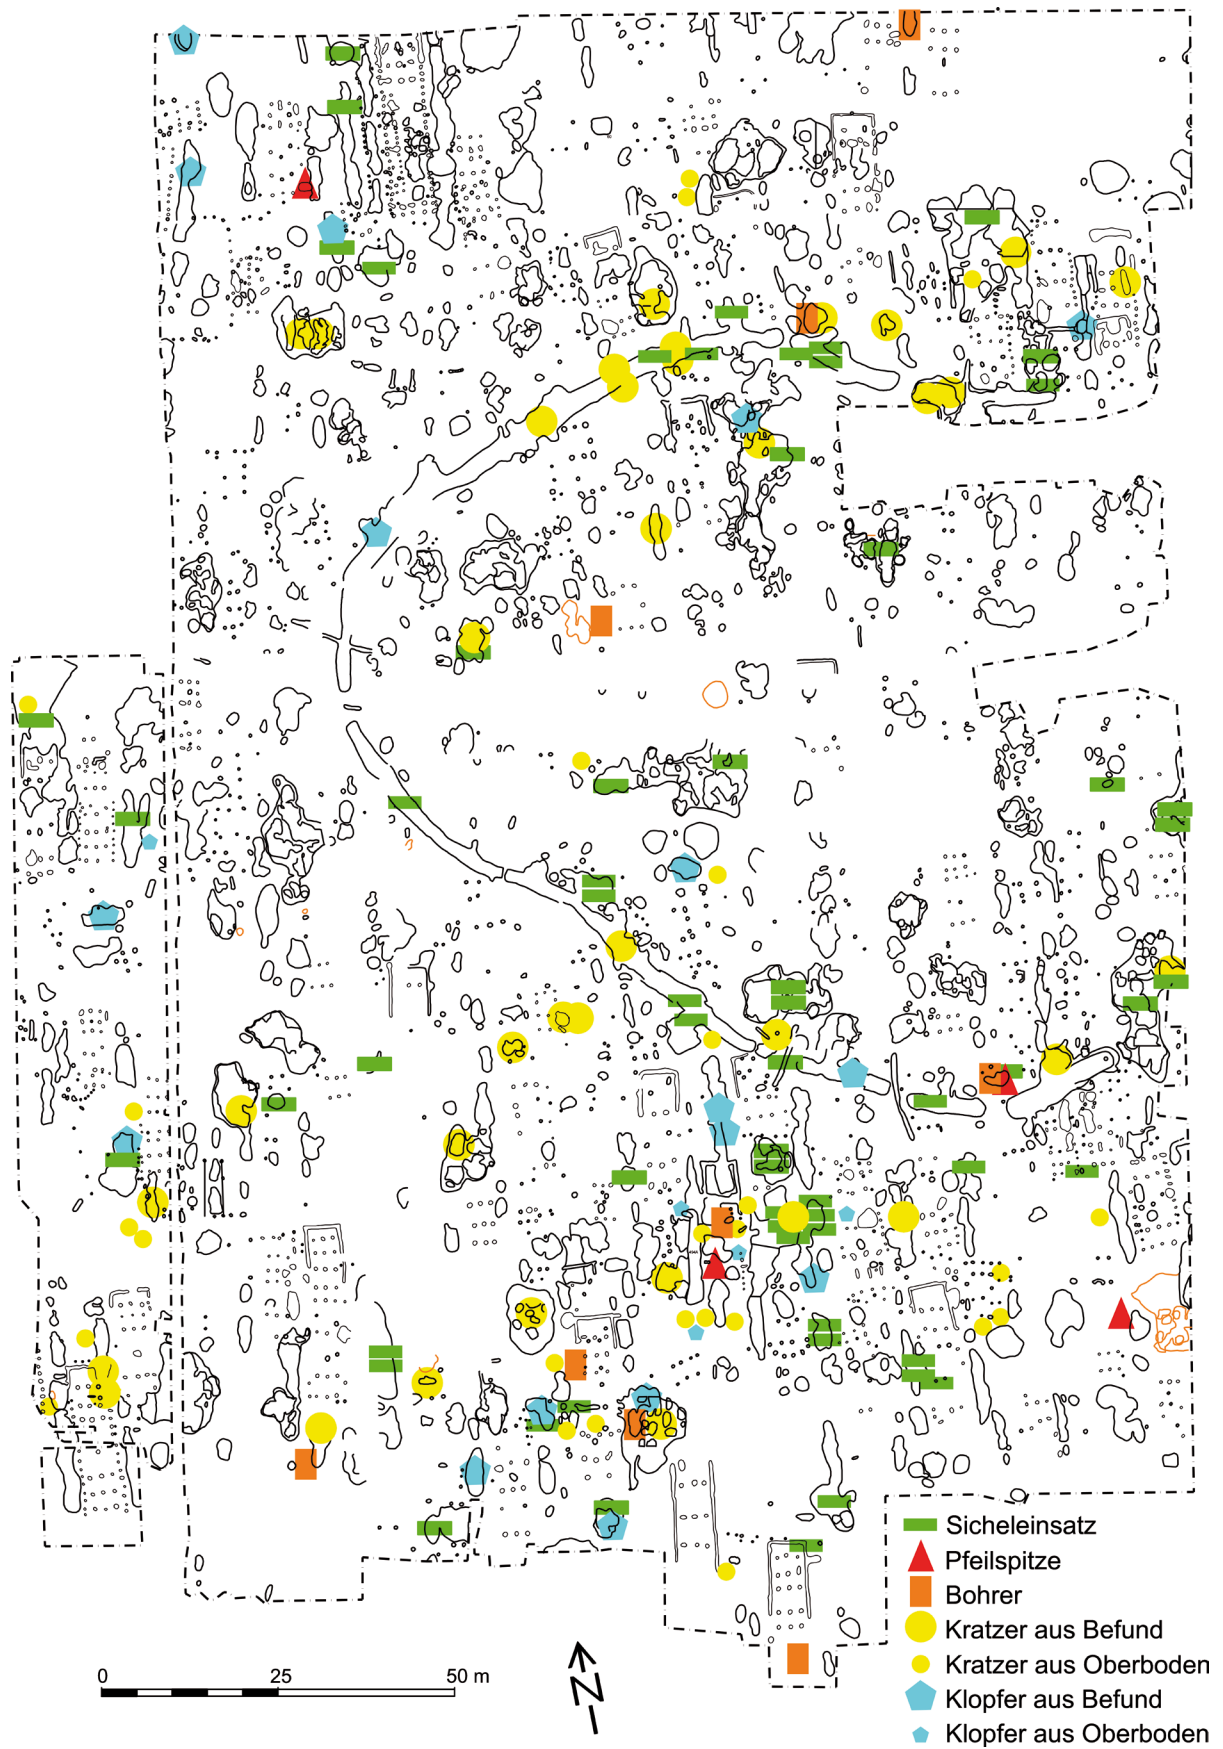 Sicheleinsatz
Pfeilspitze
Bohrer
Kratzer aus Befund
Kratzer aus Oberboden
Klopfer aus Befund
Klopfer aus Oberboden
0 25 50 m
N